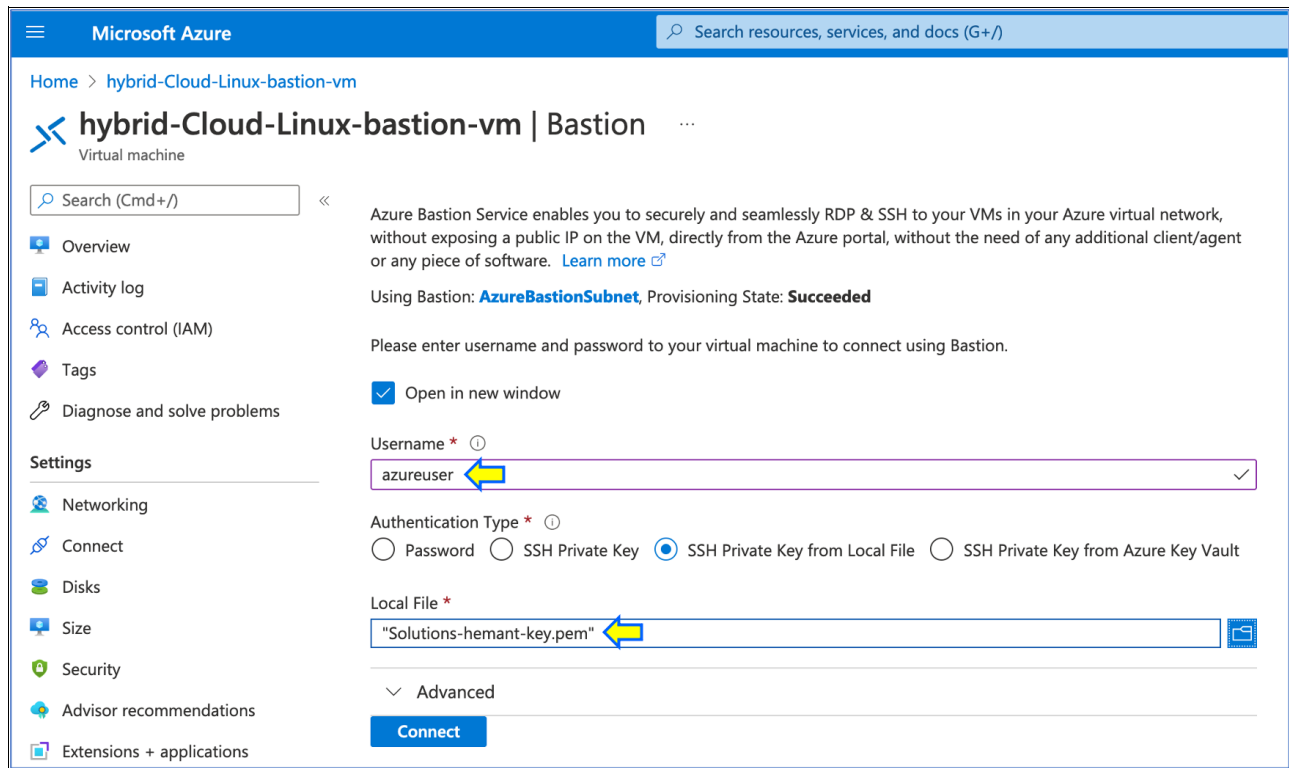 Microsoft Azure
Search resources, services, and docs (G+/)
Home > hybrid-Cloud-Linux-bastion-vm
hybrid-Cloud-Linux-bastion-vm | Bastion ...
Virtual machine
Search (Cmd+/)
«
Overview
Activity log
Access control (IAM)
Tags
Diagnose and solve problems
Settings
Networking
Connect
Disks
Size
Security
Advisor recommendations
Extensions + applications
Azure Bastion Service enables you to securely and seamlessly RDP & SSH to your VMs in your Azure virtual network,
without exposing a public IP on the VM, directly from the Azure portal, without the need of any additional client/agent
or any piece of software. Learn more
Using Bastion: AzureBastionSubnet, Provisioning State: Succeeded
Please enter username and password to your virtual machine to connect using Bastion.
Open in new window
Username *
azureuser
Authentication Type *
Password SSH Private Key SSH Private Key from Local File SSH Private Key from Azure Key Vault
Local File *
"Solutions-hemant-key.pem"
Advanced
Connect